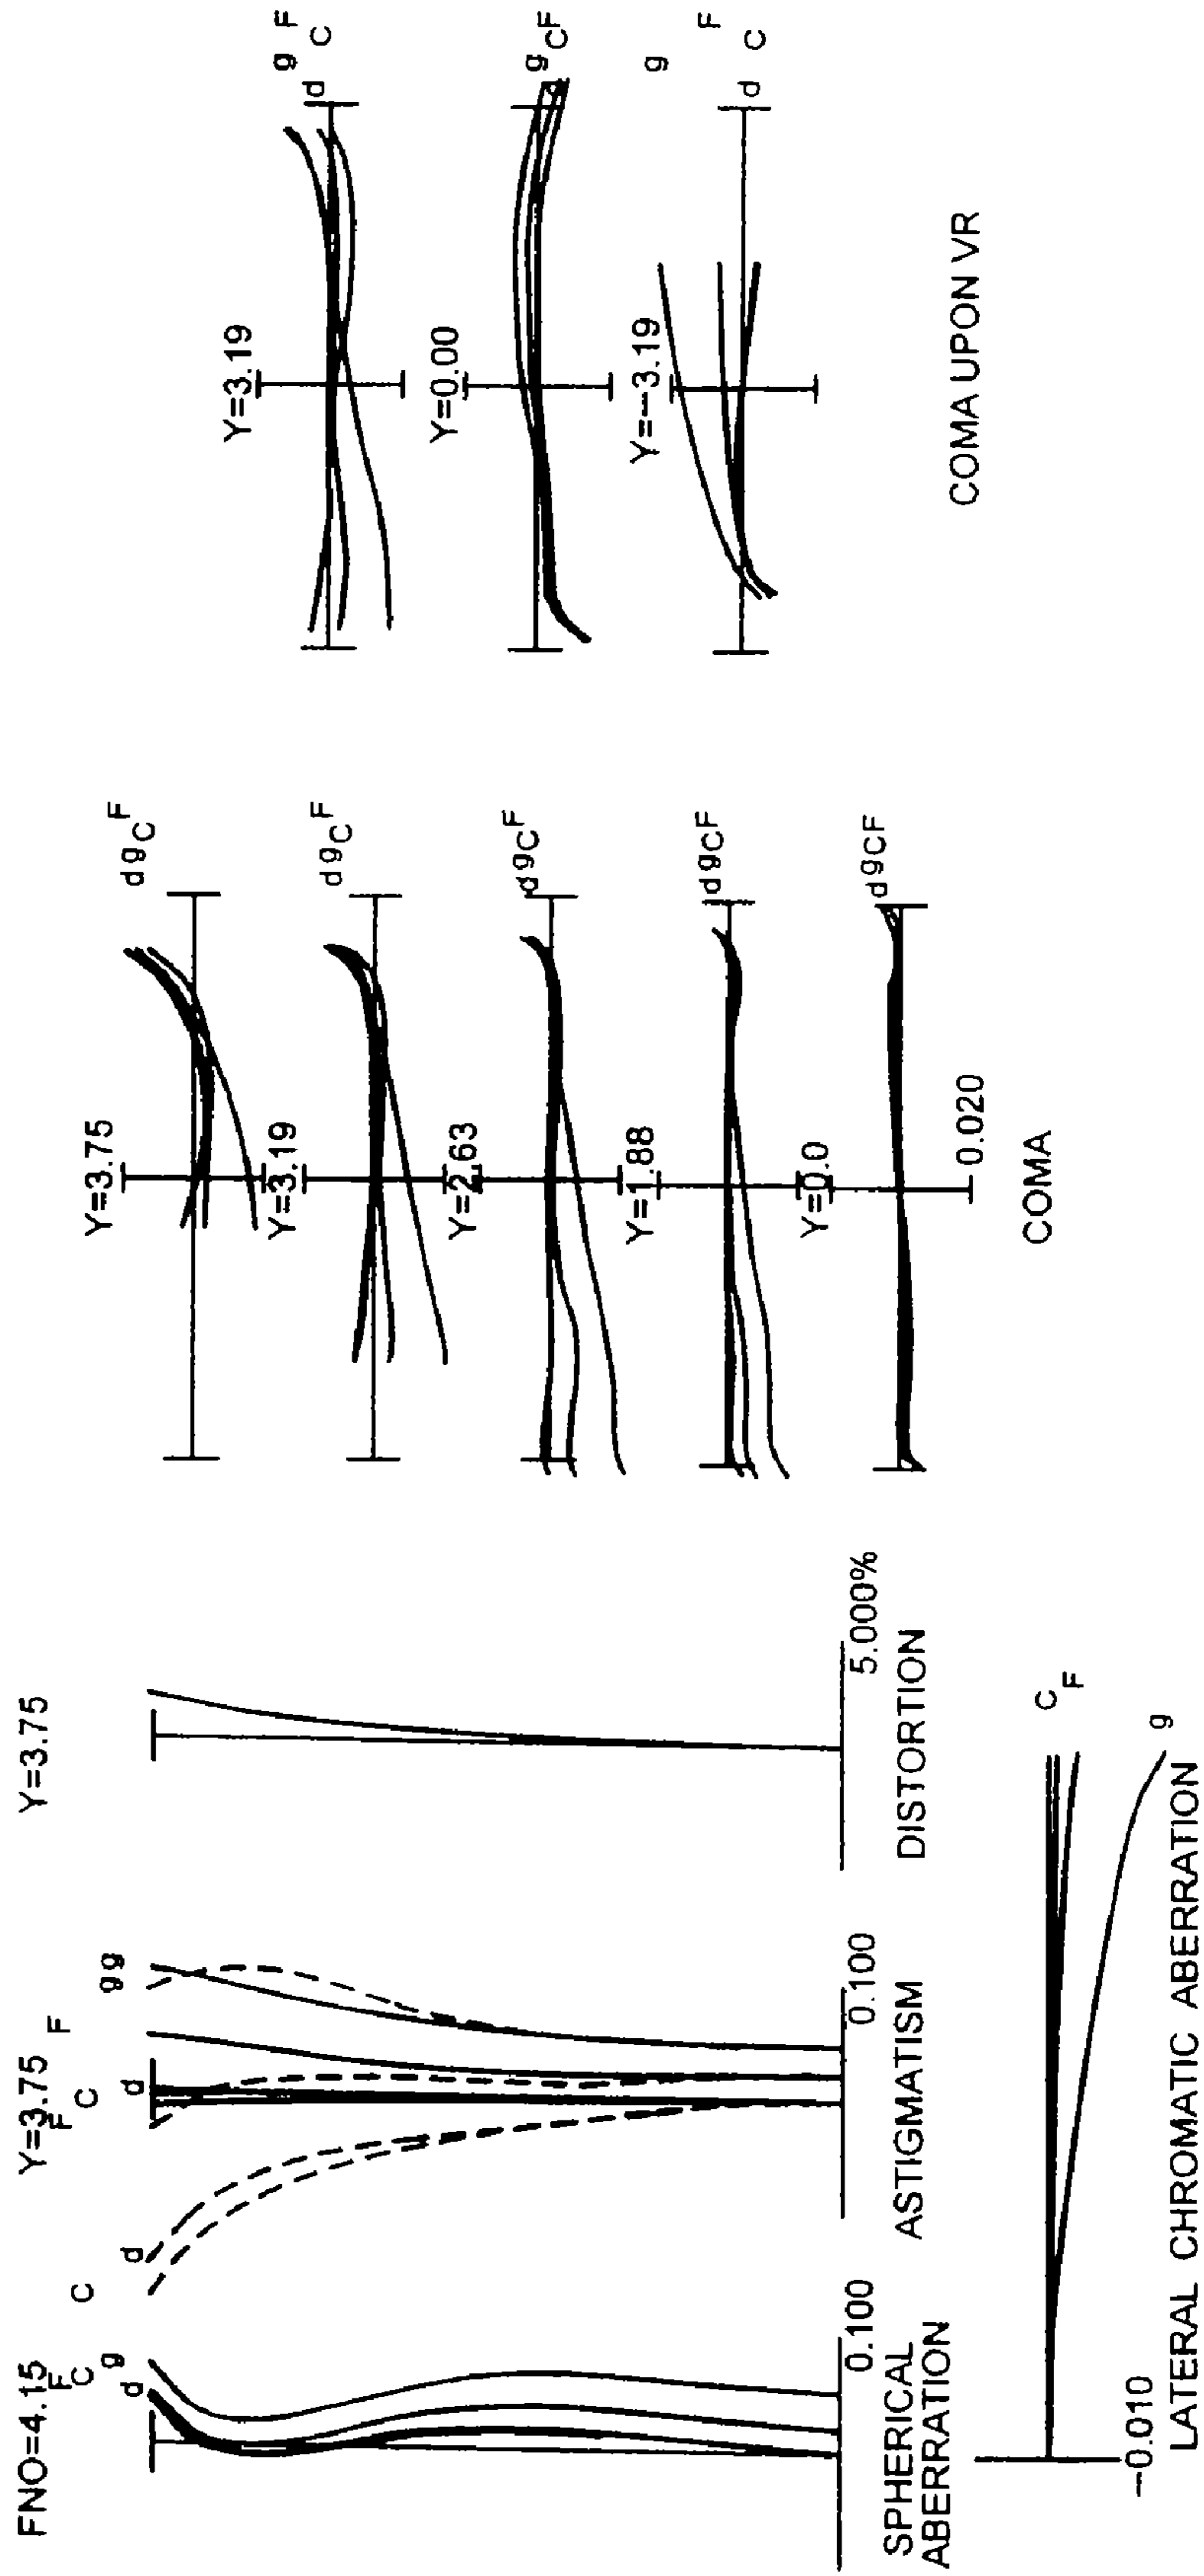 FNO=4.15
F
C
g
d
0.100
SPHERICAL
ABERRATION
Y=3.75
C
d
F
C
d
F
g g
0.100
ASTIGMATISM
Y=3.75
5.000%
DISTORTION
C
F
g
−0.010
LATERAL CHROMATIC ABERRATION
Y=3.75
d g C F
Y=3.19
d g C F
Y=2.63
d g C F
Y=1.88
d g C F
Y=0.0
d g C F
0.020
COMA
Y=3.19
d g F C
Y=0.00
g C F
Y=−3.19
g F
d C
COMA UPON VR